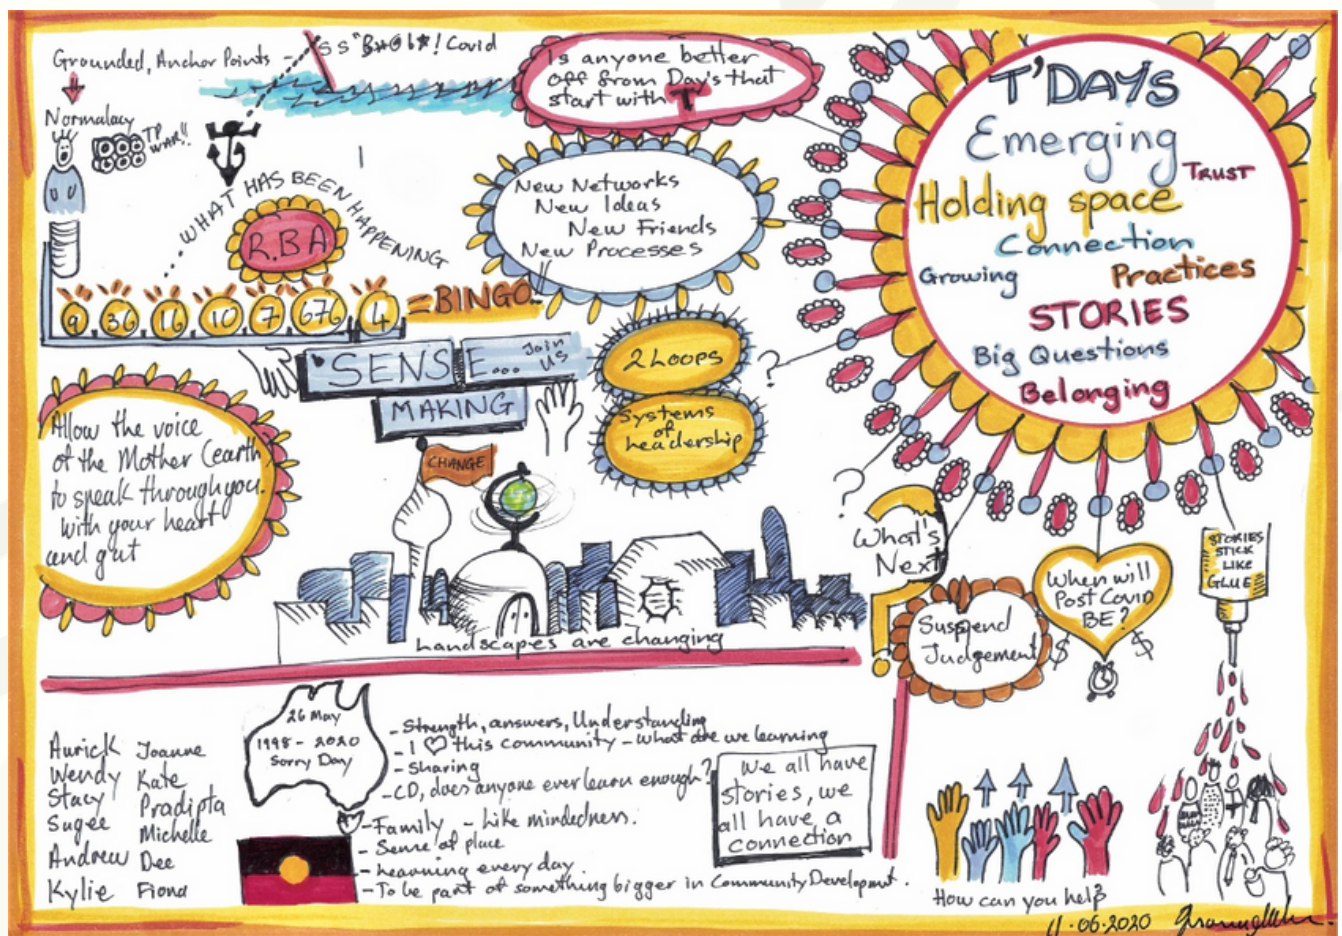 Grounded, Anchor Points -
SS "B#@b*! Covid
Normalacy
TP
WAR!!
WHAT HAS BEEN HAPPENING
R.B.A
9 36 16 10 7 676 4 = BINGO...
Is anyone better
off from Day's that
start with T
New Networks
New Ideas
New Friends
New Processes
T'DAYS
Emerging
TRUST
Holding space
Connection
Growing
Practices
STORIES
Big Questions
Belonging
SENSE... Join
US
MAKING
2 Loops
?
Systems
of
Leadership
Allow the voice
of the Mother (earth)
to speak through you.
with your heart
and gut
CHANGE
Landscapes are changing
?
What's
Next
Suspend
Judgement
When will
Post Covid
BE?
$ $
STORIES
STICK
LIKE
GLUE
Aurick Joanne
Wendy Kate
Stacy Pradipta
Sugee Michelle
Andrew Dee
Kylie Fiona
26 May
1998 - 2020
Sorry Day
- Strength, answers, Understanding
- I ♡ this community - what are we learning
- Sharing
- CD, does anyone ever learn enough?
- Family - Like mindedness.
- Sense of place
- Learning every day
- To be part of something bigger in Community Development.
We all have
stories, we
all have a
connection
How can you help?
11.06.2020